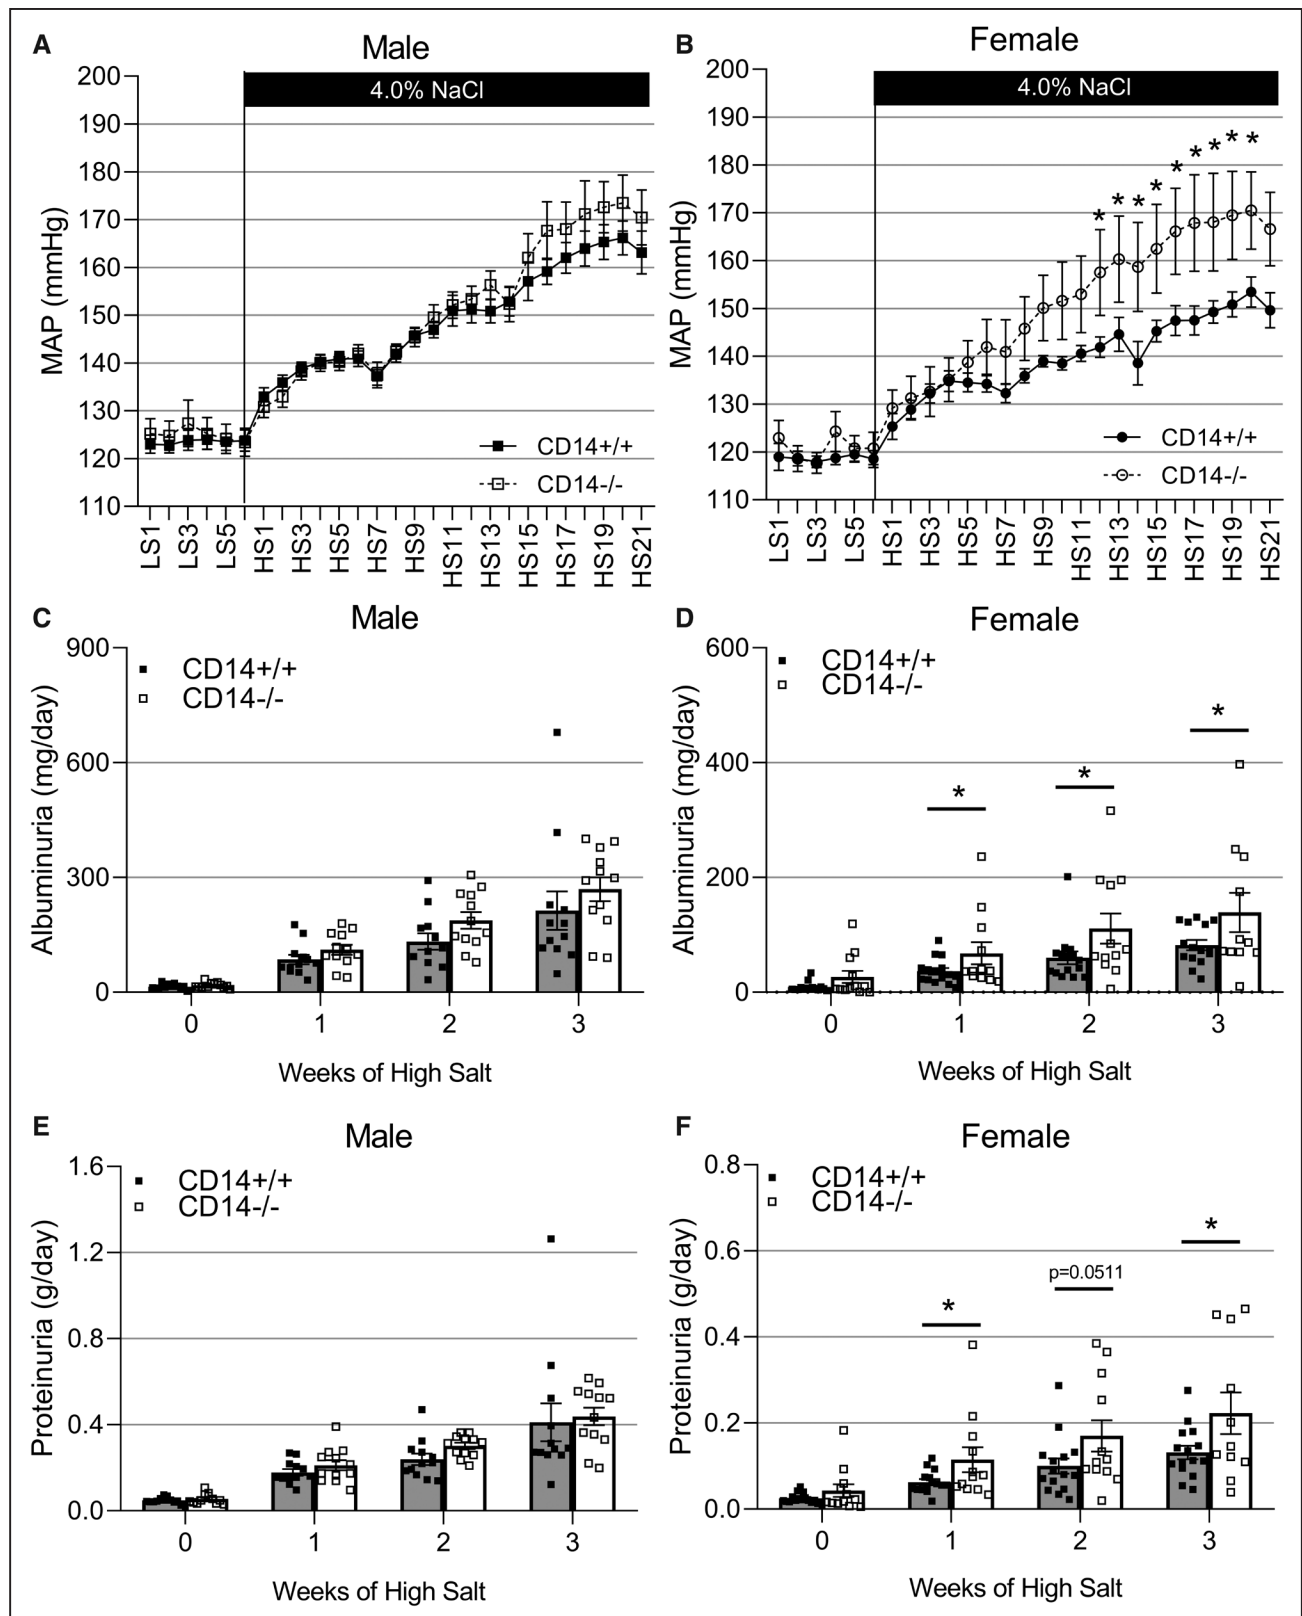 A
Male
200
190
180
170
160
150
140
130
120
110
MAP (mmHg)
4.0% NaCl
CD14+/+
CD14-/-
LS1
LS3
LS5
HS1
HS3
HS5
HS7
HS9
HS11
HS13
HS15
HS17
HS19
HS21
B
Female
200
190
180
170
160
150
140
130
120
110
MAP (mmHg)
4.0% NaCl
* * * * * * * * *
CD14+/+
CD14-/-
LS1
LS3
LS5
HS1
HS3
HS5
HS7
HS9
HS11
HS13
HS15
HS17
HS19
HS21
C
Male
900
600
300
0
Albuminuria (mg/day)
CD14+/+
CD14-/-
0 1 2 3
Weeks of High Salt
D
Female
600
400
200
0
Albuminuria (mg/day)
CD14+/+
CD14-/-
* * *
0 1 2 3
Weeks of High Salt
E
Male
1.6
1.2
0.8
0.4
0.0
Proteinuria (g/day)
CD14+/+
CD14-/-
0 1 2 3
Weeks of High Salt
F
Female
0.8
0.6
0.4
0.2
0.0
Proteinuria (g/day)
CD14+/+
CD14-/-
*
p=0.0511
*
0 1 2 3
Weeks of High Salt